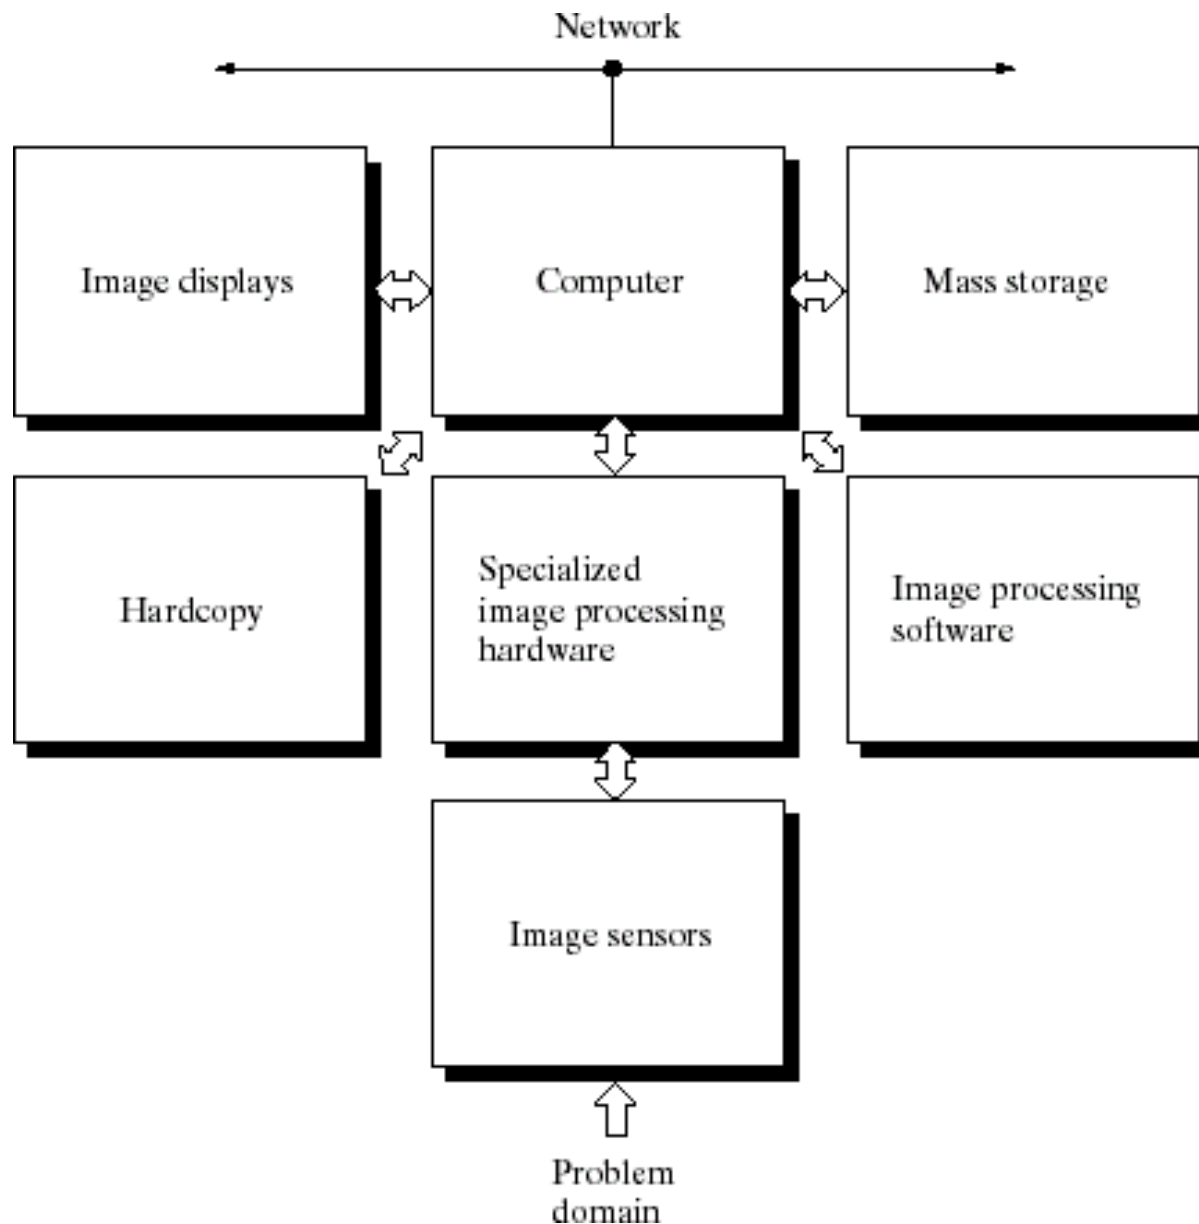 Network
Image displays
Computer
Mass storage
Hardcopy
Specialized
image processing
hardware
Image processing
software
Image sensors
Problem
domain